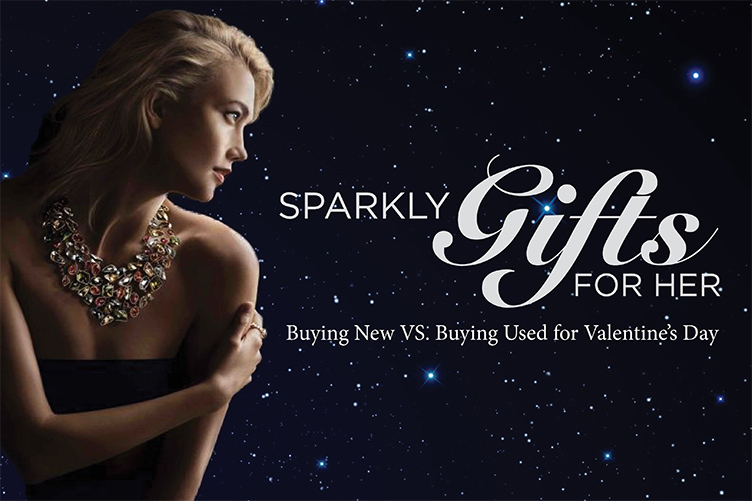 SPARKLY Gifts
FOR HER
Buying New VS. Buying Used for Valentine's Day